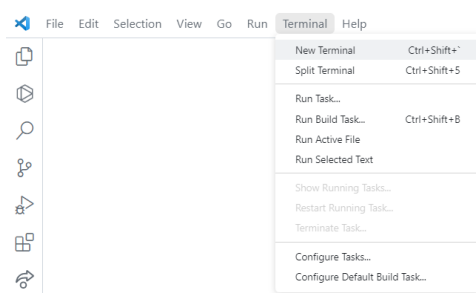 File Edit Selection View Go Run Terminal Help
New Terminal Ctrl+Shift+`
Split Terminal Ctrl+Shift+5
Run Task...
Run Build Task... Ctrl+Shift+B
Run Active File
Run Selected Text
Show Running Tasks...
Restart Running Task...
Terminate Task...
Configure Tasks...
Configure Default Build Task...